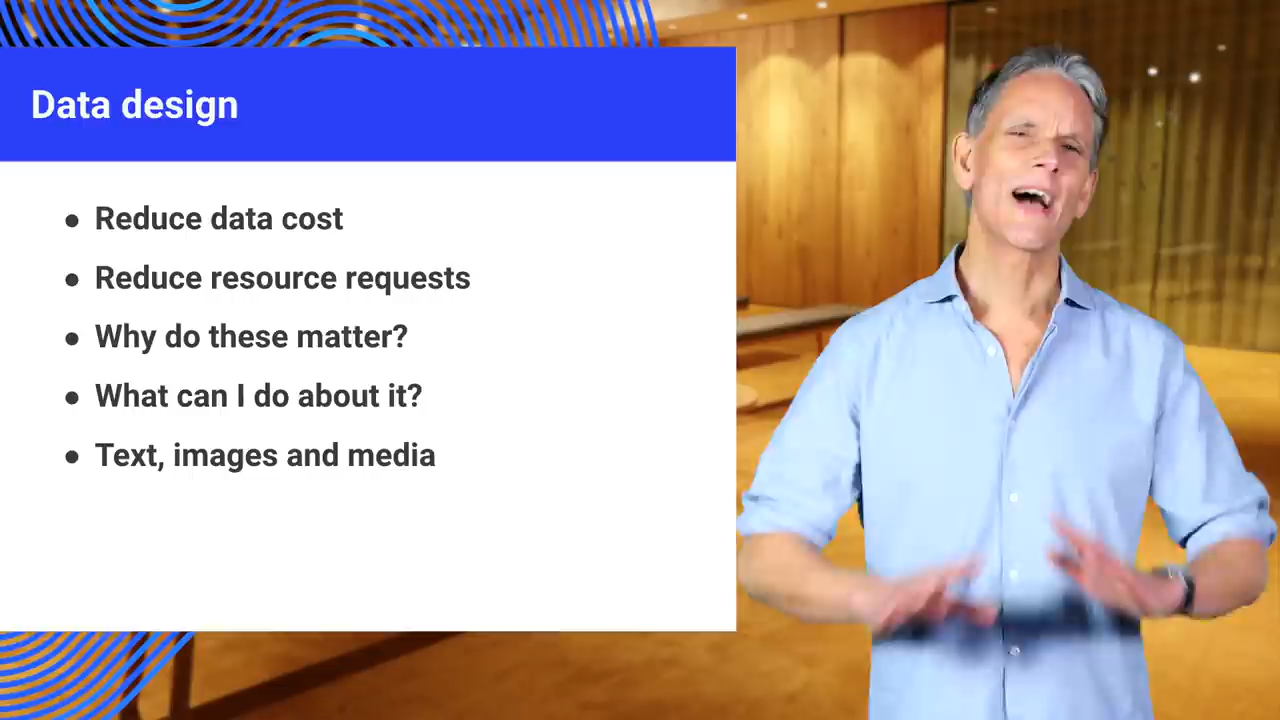 Data design
● Reduce data cost
● Reduce resource requests
● Why do these matter?
● What can I do about it?
● Text, images and media